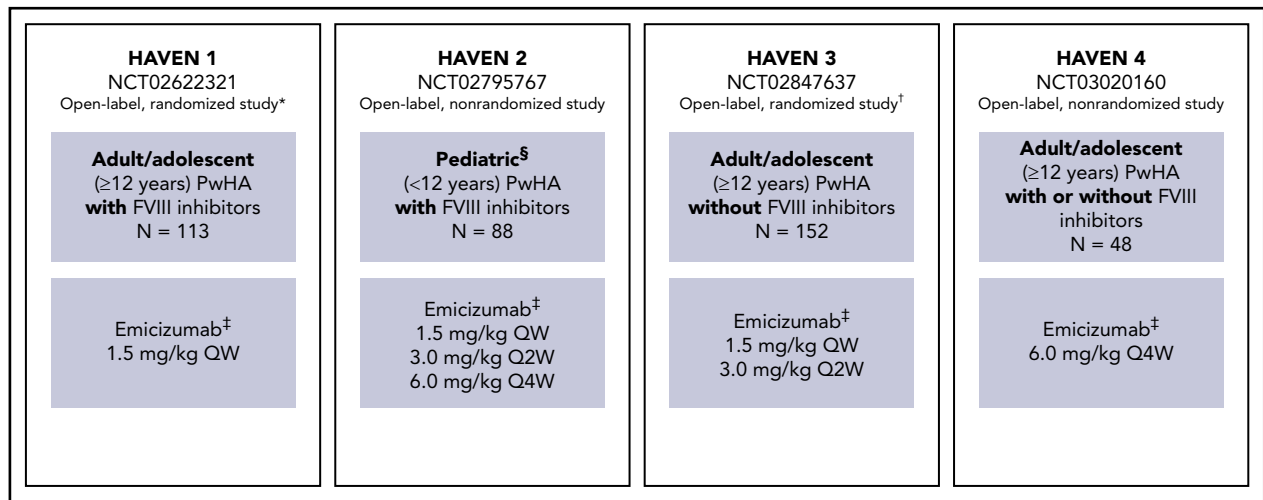 HAVEN 1
NCT02622321
Open-label, randomized study*
Adult/adolescent
(≥12 years) PwHA
with FVIII inhibitors
N = 113
Emicizumab‡
1.5 mg/kg QW
HAVEN 2
NCT02795767
Open-label, nonrandomized study
Pediatric§
(<12 years) PwHA
with FVIII inhibitors
N = 88
Emicizumab‡
1.5 mg/kg QW
3.0 mg/kg Q2W
6.0 mg/kg Q4W
HAVEN 3
NCT02847637
Open-label, randomized study†
Adult/adolescent
(≥12 years) PwHA
without FVIII inhibitors
N = 152
Emicizumab‡
1.5 mg/kg QW
3.0 mg/kg Q2W
HAVEN 4
NCT03020160
Open-label, nonrandomized study
Adult/adolescent
(≥12 years) PwHA
with or without FVIII
inhibitors
N = 48
Emicizumab‡
6.0 mg/kg Q4W